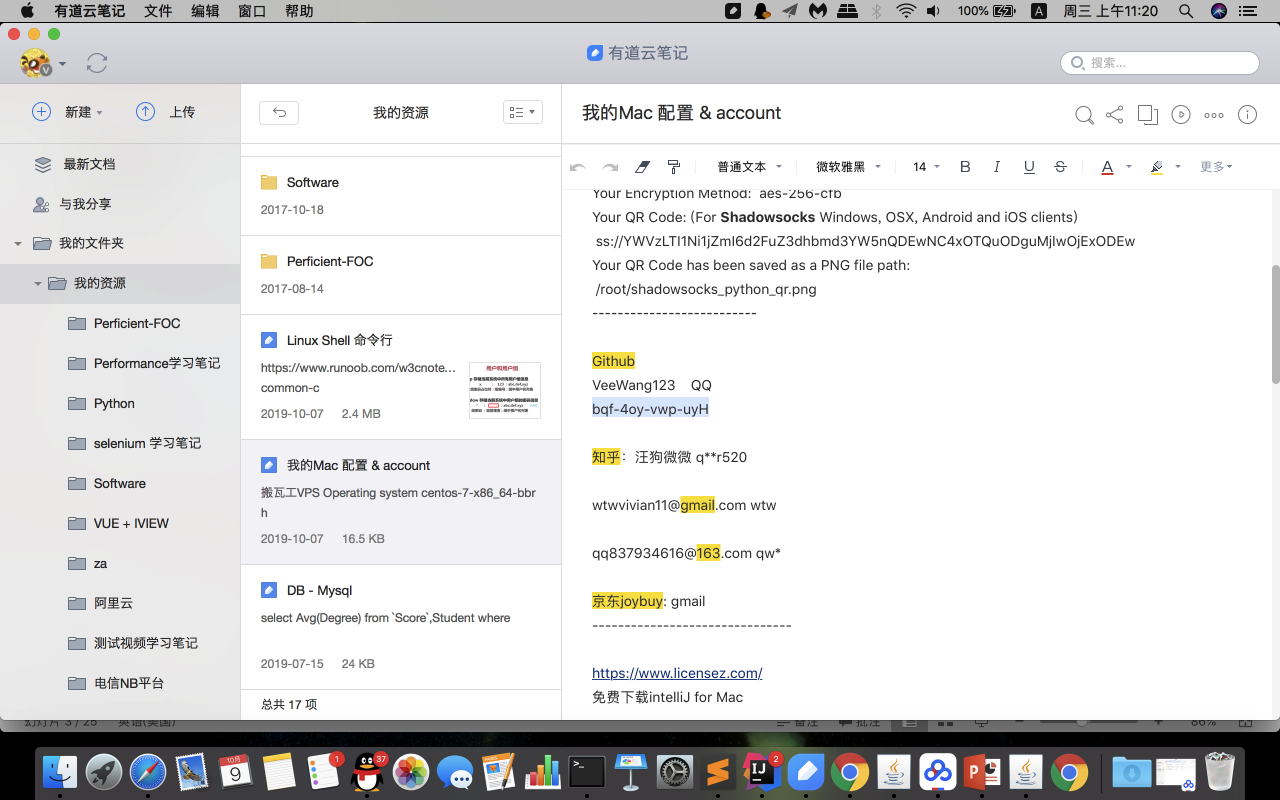 有道云笔记 文件 编辑 窗口 帮助 100% A 周三 上午11:20
有道云笔记
搜索...
新建 上传
最新文档
与我分享
我的文件夹
我的资源
Perficient-FOC
Performance学习笔记
Python
selenium 学习笔记
Software
VUE + IVIEW
za
阿里云
测试视频学习笔记
电信NB平台
我的资源
Software
2017-10-18
Perficient-FOC
2017-08-14
Linux Shell 命令行
https://www.runoob.com/w3cnote...
common-c
2019-10-07 2.4 MB
用户和用户组
我的Mac 配置 & account
搬瓦工VPS Operating system centos-7-x86_64-bbr
h
2019-10-07 16.5 KB
DB - Mysql
select Avg(Degree) from `Score`,Student where
2019-07-15 24 KB
总共 17 项
我的Mac 配置 & account
普通文本 微软雅黑 14 B I U S A 更多
Your Encryption Method: aes-256-cfb
Your QR Code: (For Shadowsocks Windows, OSX, Android and iOS clients)
ss://YWVzLTI1Ni1jZmI6d2FuZ3dhbmd3YW5nQDEwNC4xOTQuODguMjIwOjExODEw
Your QR Code has been saved as a PNG file path:
/root/shadowsocks_python_qr.png
--------------------------
Github
VeeWang123 QQ
bqf-4oy-vwp-uyH
知乎：汪狗微微 q**r520
wtwvivian11@gmail.com wtw
qq837934616@163.com qw*
京东joybuy: gmail
-------------------------------
https://www.licensez.com/
免费下载intelliJ for Mac
幻灯片 3 / 25 英语(美国) 备注 批注 86%
10月
9
1
37
2